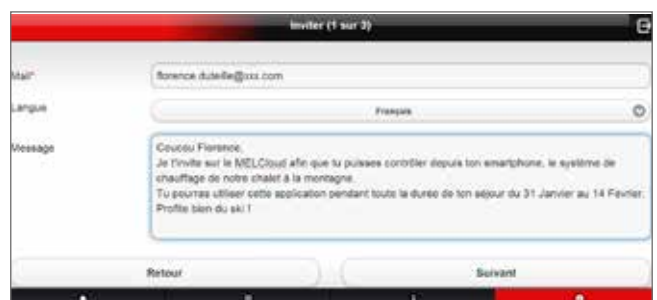 Inviter (1 sur 3)
Mail*
florence.duteille@xxx.com
Langue
Français
Message
Coucou Florence,
Je t'invite sur le MELCloud afin que tu puisses contrôler depuis ton smartphone, le système de
chauffage de notre chalet à la montagne.
Tu pourras utiliser cette application pendant toute la durée de ton séjour du 31 Janvier au 14 Février.
Profite bien du ski !
Retour
Suivant